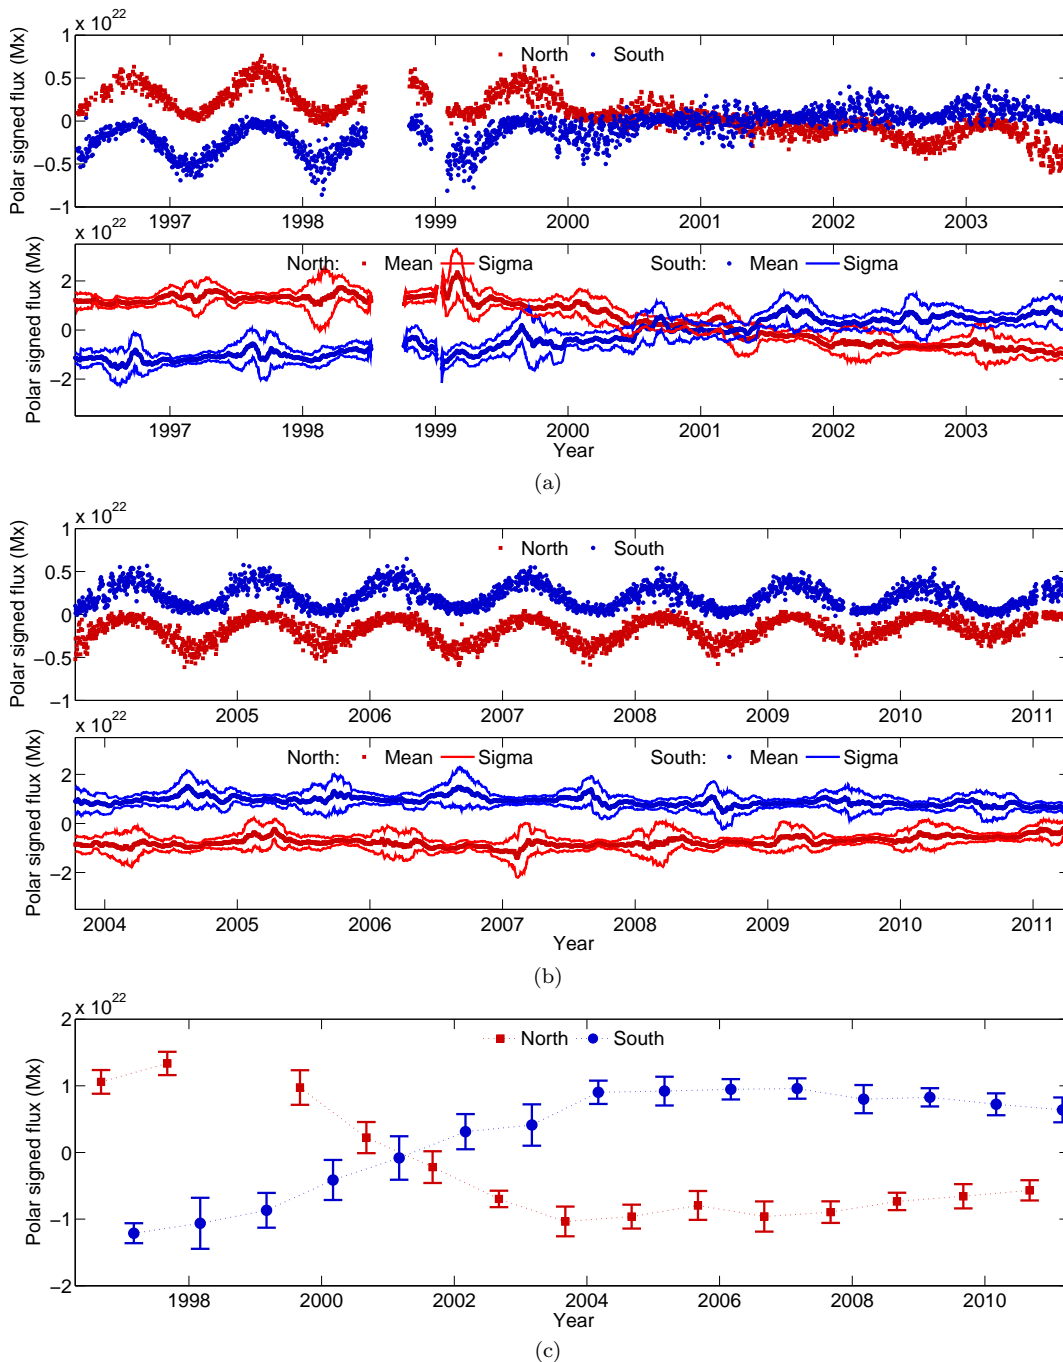 x 10^22
1
0.5
0
−0.5
−1
Polar signed flux (Mx)
North South
1997 1998 1999 2000 2001 2002 2003
x 10^22
2
0
−2
Polar signed flux (Mx)
North: Mean Sigma South: Mean Sigma
1997 1998 1999 2000 2001 2002 2003
Year
(a)
x 10^22
1
0.5
0
−0.5
−1
Polar signed flux (Mx)
North South
2005 2006 2007 2008 2009 2010 2011
x 10^22
2
0
−2
Polar signed flux (Mx)
North: Mean Sigma South: Mean Sigma
2004 2005 2006 2007 2008 2009 2010 2011
Year
(b)
x 10^22
2
1
0
−1
−2
Polar signed flux (Mx)
North South
1998 2000 2002 2004 2006 2008 2010
Year
(c)